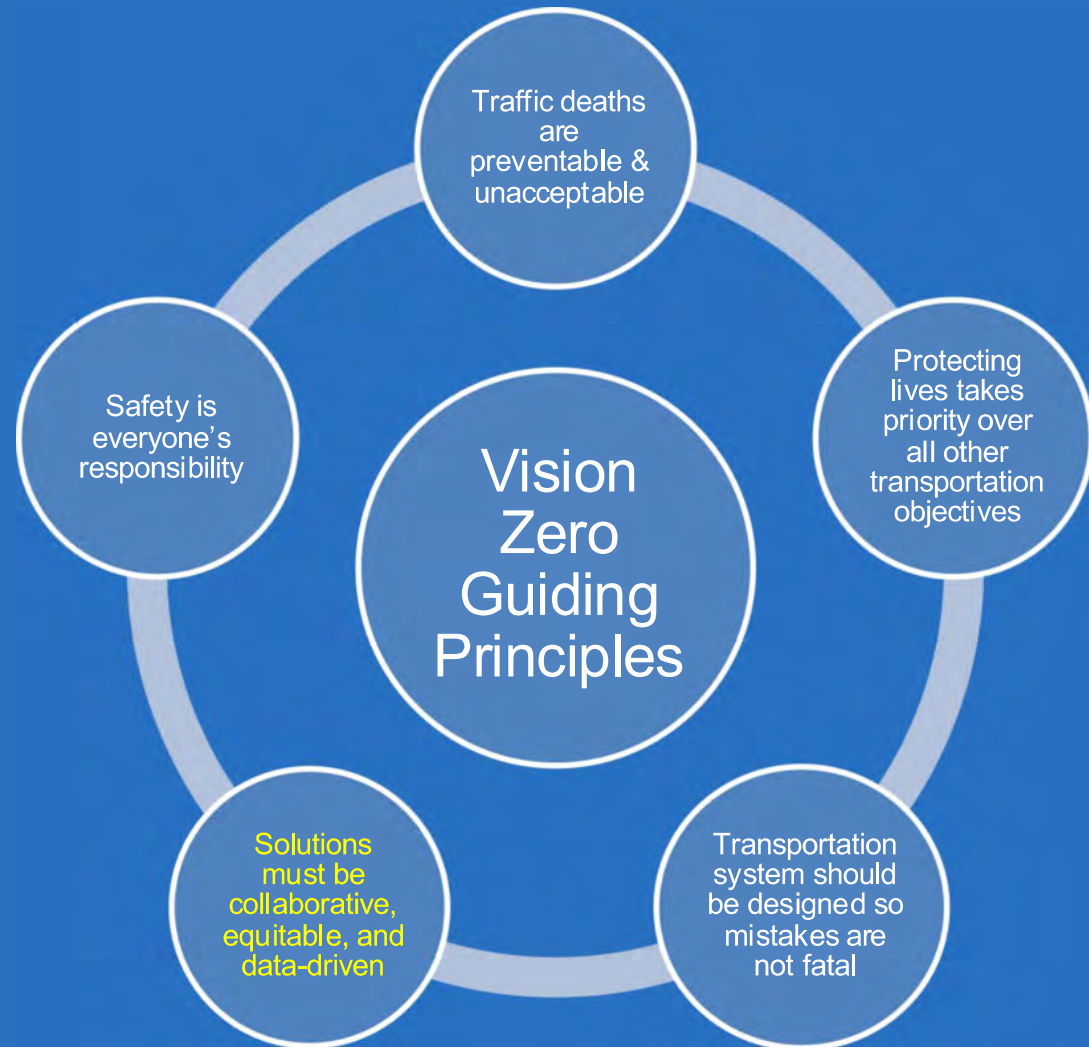 Traffic deaths
are
preventable &
unacceptable
Protecting
lives takes
priority over
all other
transportation
objectives
Transportation
system should
be designed so
mistakes are
not fatal
Solutions
must be
collaborative,
equitable, and
data-driven
Safety is
everyone’s
responsibility
Vision
Zero
Guiding
Principles